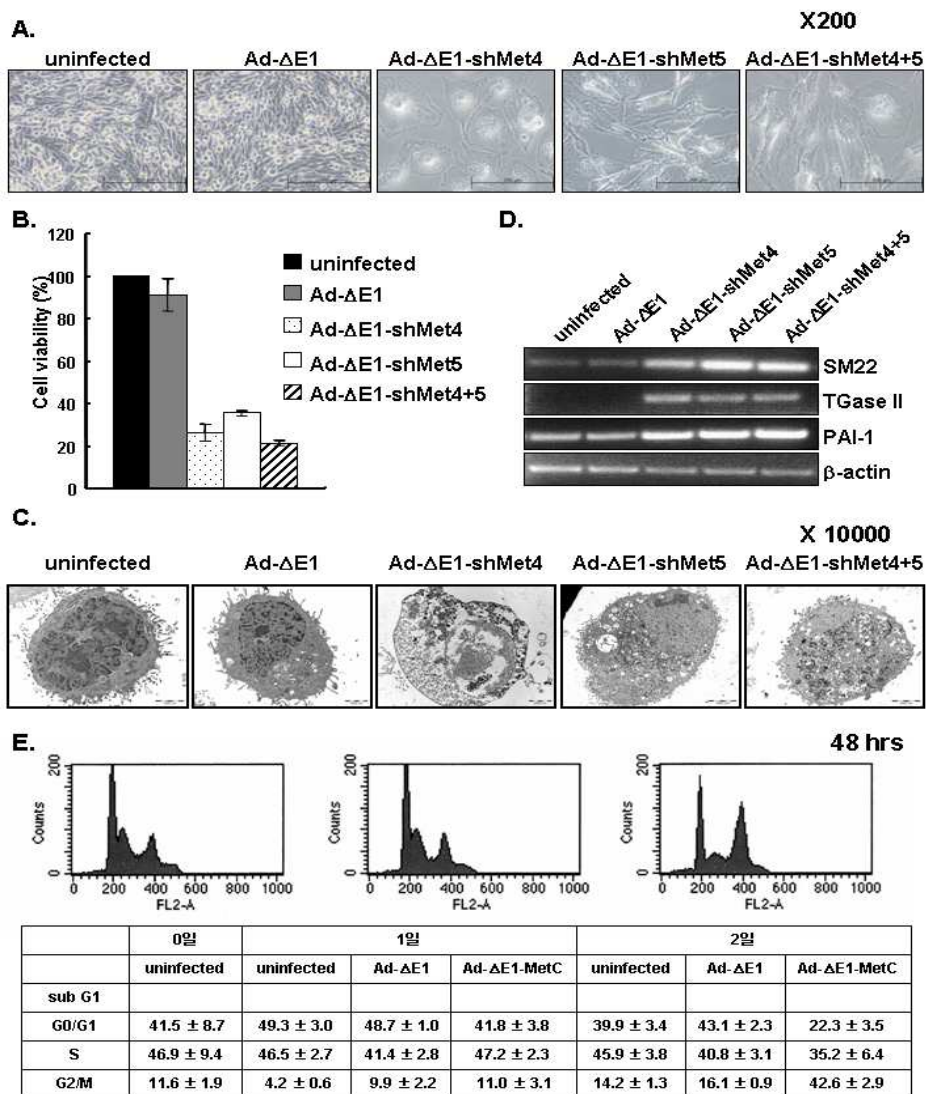 A.
X200
uninfected Ad-ΔE1 Ad-ΔE1-shMet4 Ad-ΔE1-shMet5 Ad-ΔE1-shMet4+5
B.
120
100
80
60
40
20
0
Cell viability (%)
uninfected
Ad-ΔE1
Ad-ΔE1-shMet4
Ad-ΔE1-shMet5
Ad-ΔE1-shMet4+5
D.
uninfected
Ad-ΔE1
Ad-ΔE1-shMet4
Ad-ΔE1-shMet5
Ad-ΔE1-shMet4+5
SM22
TGase II
PAI-1
β-actin
C.
X 10000
uninfected Ad-ΔE1 Ad-ΔE1-shMet4 Ad-ΔE1-shMet5 Ad-ΔE1-shMet4+5
E.
48 hrs
200
Counts
0
0 200 400 600 800 1000
FL2-A
200
Counts
0
0 200 400 600 800 1000
FL2-A
200
Counts
0
0 200 400 600 800 1000
FL2-A
0일 1일 2일
uninfected uninfected Ad-ΔE1 Ad-ΔE1-MetC uninfected Ad-ΔE1 Ad-ΔE1-MetC
sub G1
G0/G1 41.5 ± 8.7 49.3 ± 3.0 48.7 ± 1.0 41.8 ± 3.8 39.9 ± 3.4 43.1 ± 2.3 22.3 ± 3.5
S 46.9 ± 9.4 46.5 ± 2.7 41.4 ± 2.8 47.2 ± 2.3 45.9 ± 3.8 40.8 ± 3.1 35.2 ± 6.4
G2/M 11.6 ± 1.9 4.2 ± 0.6 9.9 ± 2.2 11.0 ± 3.1 14.2 ± 1.3 16.1 ± 0.9 42.6 ± 2.9